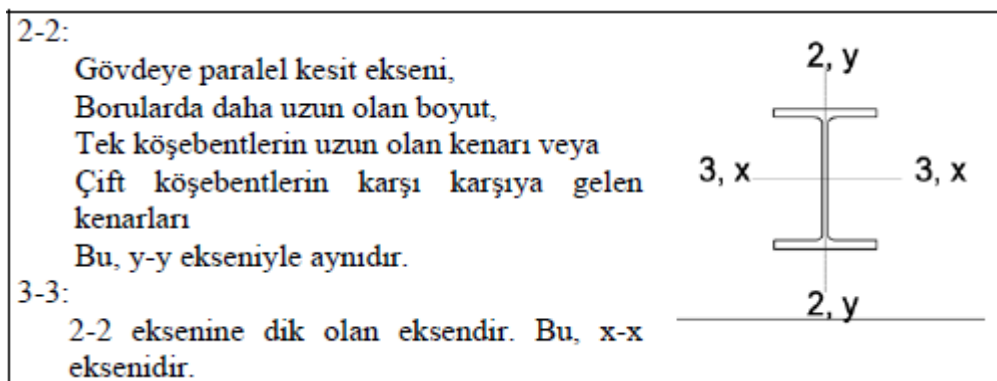 2-2:
Gövdeye paralel kesit ekseni,
Borularda daha uzun olan boyut,
Tek köşebentlerin uzun olan kenarı veya
Çift köşebentlerin karşı karşıya gelen
kenarları
Bu, y-y ekseniyle aynıdır.
3-3:
2-2 eksenine dik olan eksendir. Bu, x-x
eksenidir.
2, y
3, x
3, x
2, y